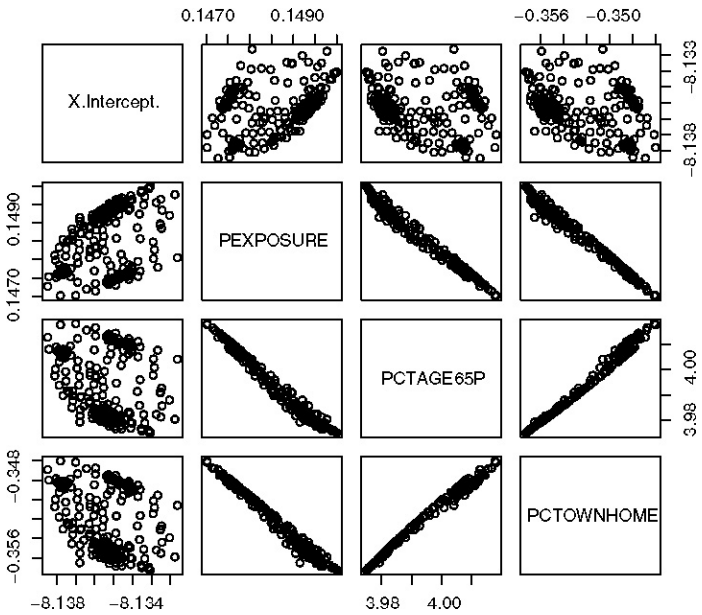 0.1470 0.1490 -0.356 -0.350
X.Intercept.
-8.138 -8.133
0.1470 0.1490
PEXPOSURE
PCTAGE65P
3.98 4.00
-0.356 -0.348
PCTOWNHOME
-8.138 -8.134 3.98 4.00